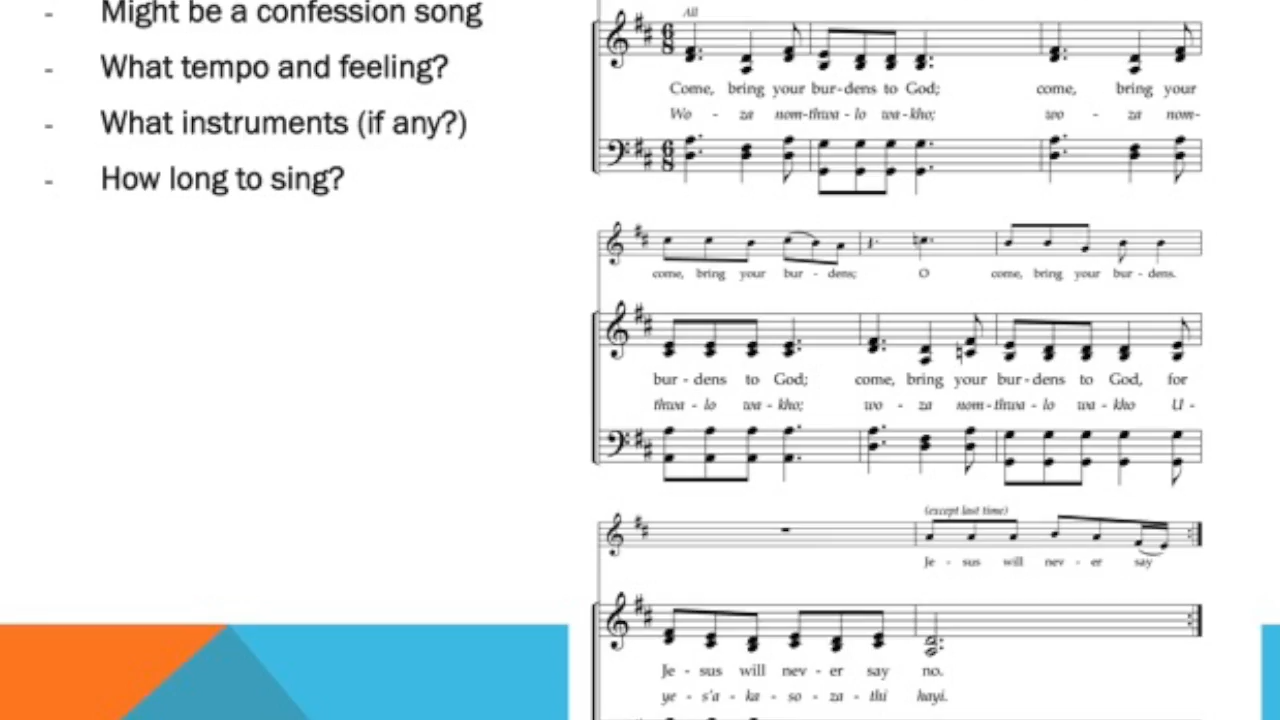 - Might be a confession song
- What tempo and feeling?
- What instruments (if any?)
- How long to sing?
All
6
8
Come, bring your bur-dens to God; come, bring your
Wo - za nom-thwa - lo wa - kho; wo - za nom-
6
8
come, bring your bur - dens; O come, bring your bur - dens.
bur - dens to God; come, bring your bur - dens to God, for
thwa - lo wa - kho; wo - za nom - thwa - lo wa - kho U -
(except last time)
Je - sus will nev - er say
Je - sus will nev - er say no.
ye - s'a - ka - so - za - thi hayi.